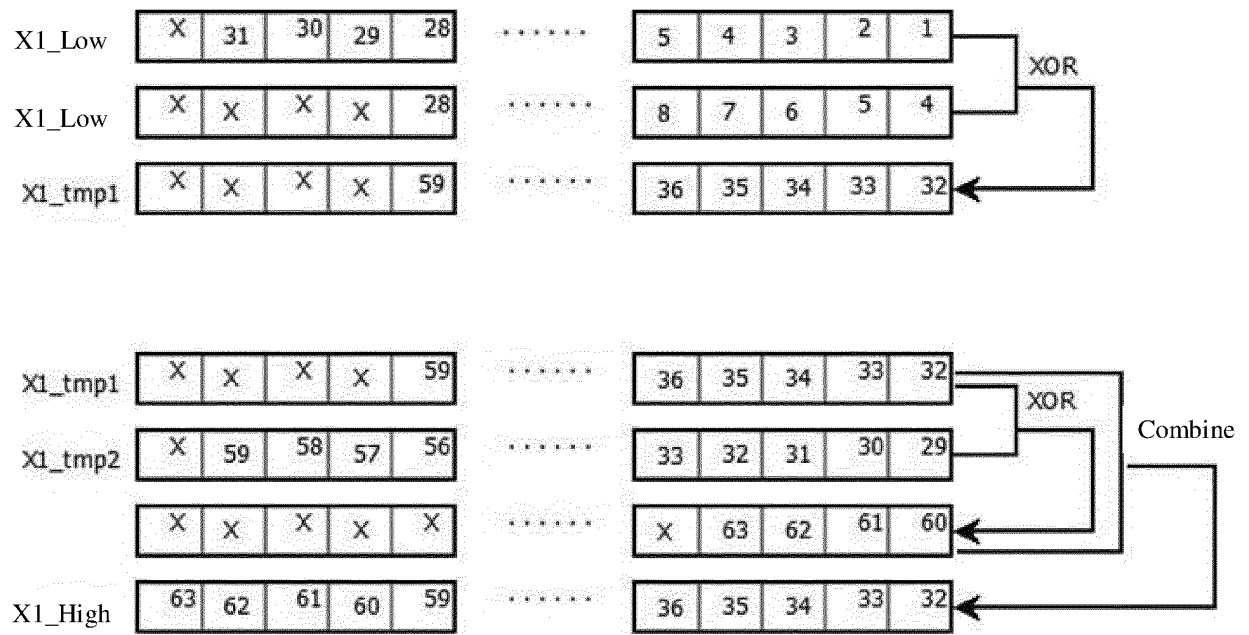 X1_Low X 31 30 29 28 ...... 5 4 3 2 1
XOR
X1_Low X X X X 28 ...... 8 7 6 5 4
X1_tmp1 X X X X 59 ...... 36 35 34 33 32
X1_tmp1 X X X X 59 ...... 36 35 34 33 32
XOR
Combine
X1_tmp2 X 59 58 57 56 ...... 33 32 31 30 29
X X X X X ...... X 63 62 61 60
X1_High 63 62 61 60 59 ...... 36 35 34 33 32